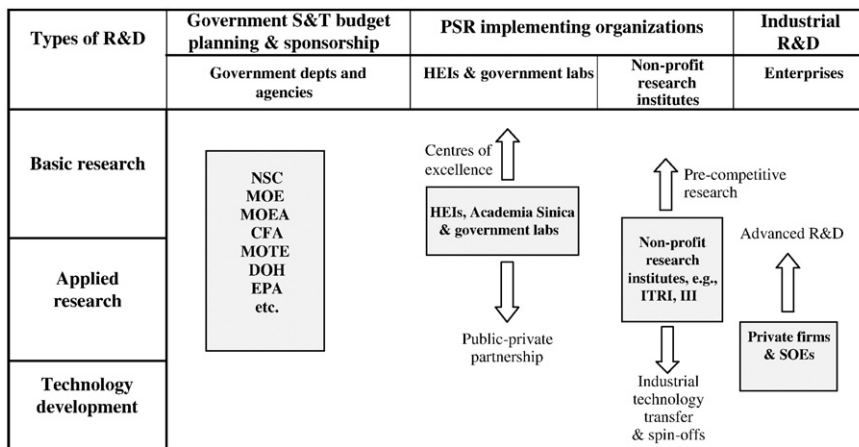 Types of R&D
Government S&T budget
planning & sponsorship
PSR implementing organizations
Industrial
R&D
Government depts and
agencies
HEIs & government labs
Non-profit
research
institutes
Enterprises
Basic research
Applied
research
Technology
development
NSC
MOE
MOEA
CFA
MOTE
DOH
EPA
etc.
Centres of
excellence
HEIs, Academia Sinica
& government labs
Public-private
partnership
Pre-competitive
research
Non-profit
research
institutes, e.g.,
ITRI, III
Industrial
technology
transfer
& spin-offs
Advanced R&D
Private firms
& SOEs